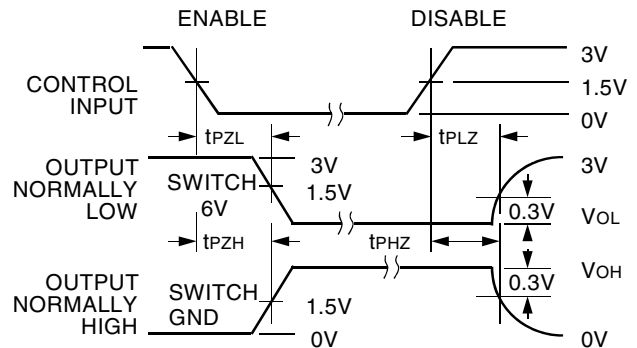 ENABLE
DISABLE
CONTROL
INPUT
3V
1.5V
0V
tPZL
tPLZ
OUTPUT
NORMALLY
LOW
SWITCH
6V
3V
1.5V
3V
0.3V
VOL
tPZH
tPHZ
OUTPUT
NORMALLY
HIGH
SWITCH
GND
1.5V
0V
VOH
0.3V
0V